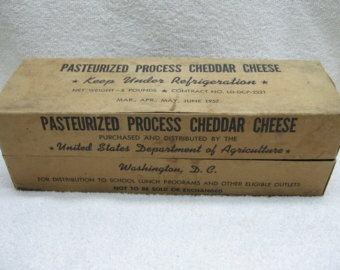 PASTEURIZED PROCESS CHEDDAR CHEESE
★ Keep Under Refrigeration ★
NET WEIGHT-5 POUNDS ★ CONTRACT NO.
MAR., APR., MAY, JUNE 1957
PASTEURIZED PROCESS CHEDDAR CHEESE
PURCHASED AND DISTRIBUTED BY THE
★ United States Department of Agriculture ★
Washington, D. C.
FOR DISTRIBUTION TO SCHOOL LUNCH PROGRAMS AND OTHER ELIGIBLE OUTLETS
NOT TO BE SOLD OR EXCHANGED